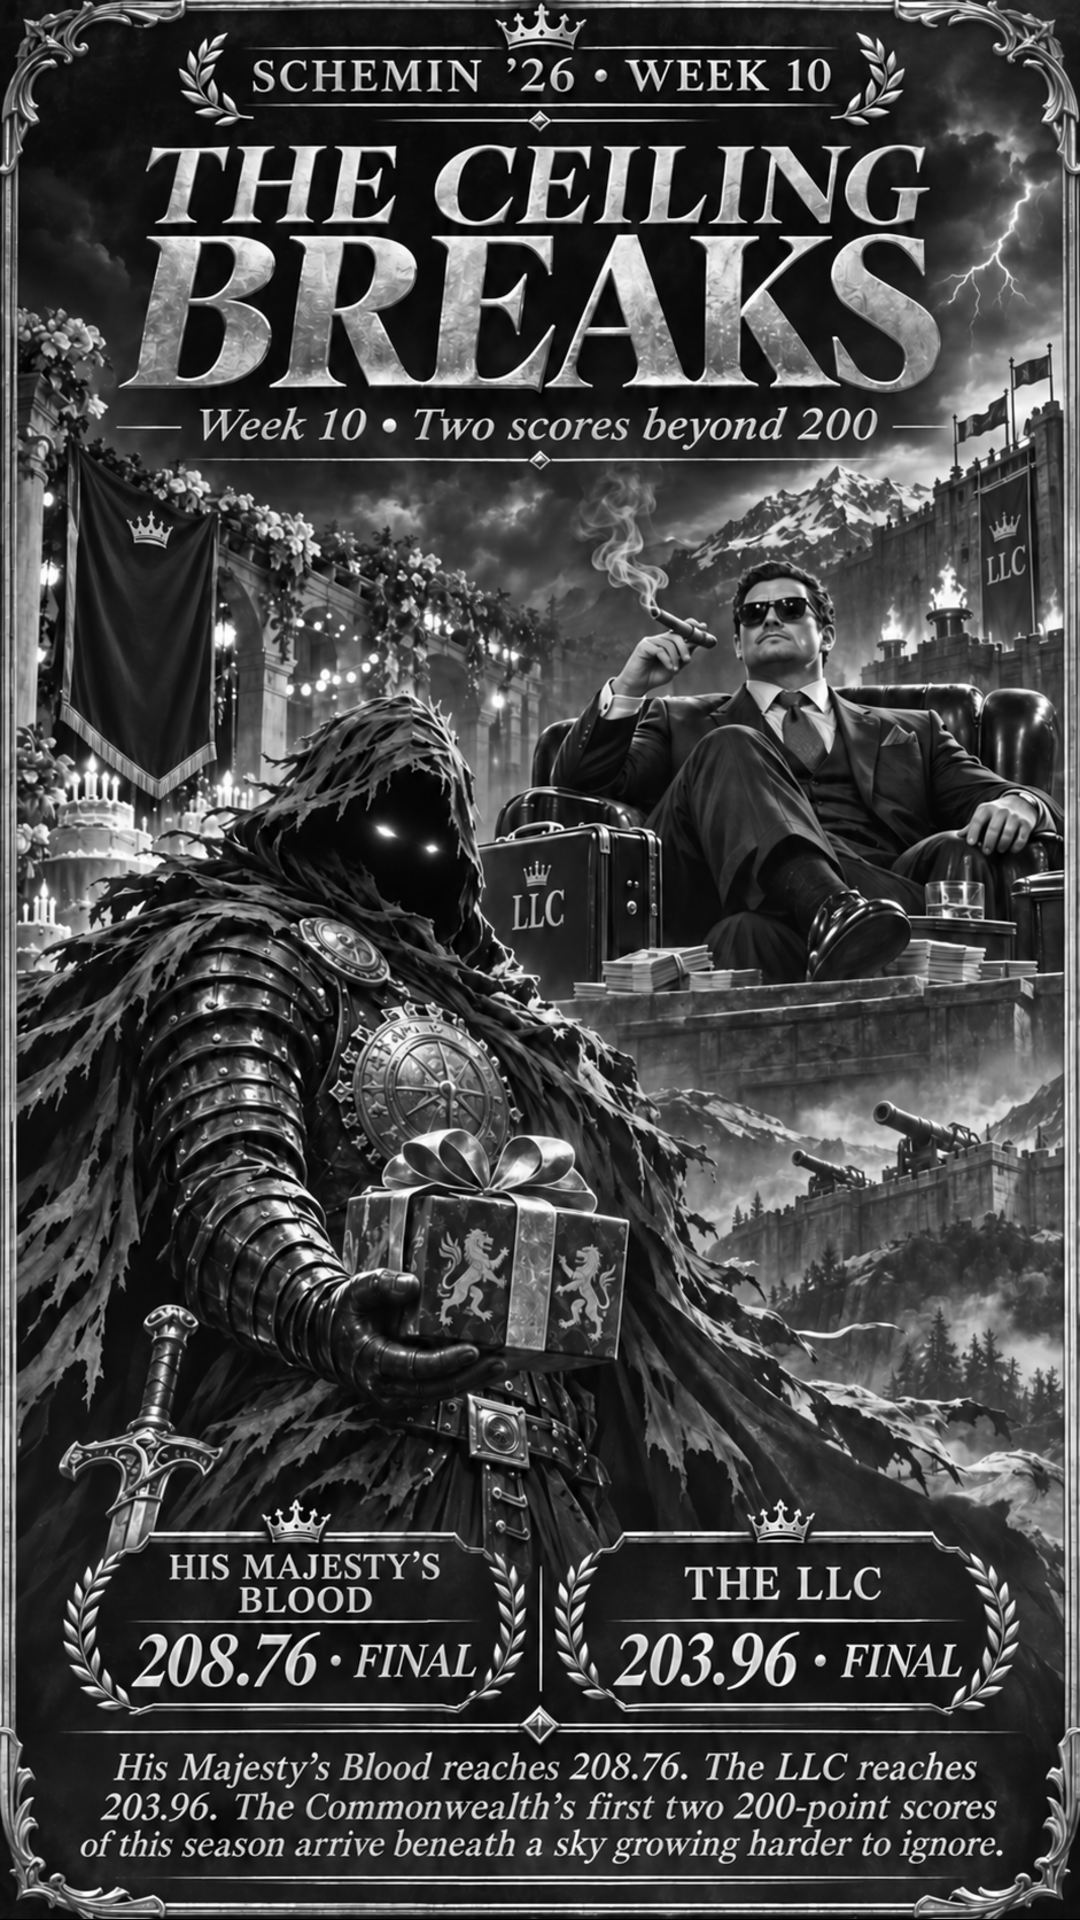 SCHEMIN ’26 • WEEK 10
THE CEILING
BREAKS
Week 10 • Two scores beyond 200
LLC
LLC
HIS MAJESTY’S
BLOOD
208.76 • FINAL
THE LLC
203.96 • FINAL
His Majesty’s Blood reaches 208.76. The LLC reaches
203.96. The Commonwealth’s first two 200-point scores
of this season arrive beneath a sky growing harder to ignore.